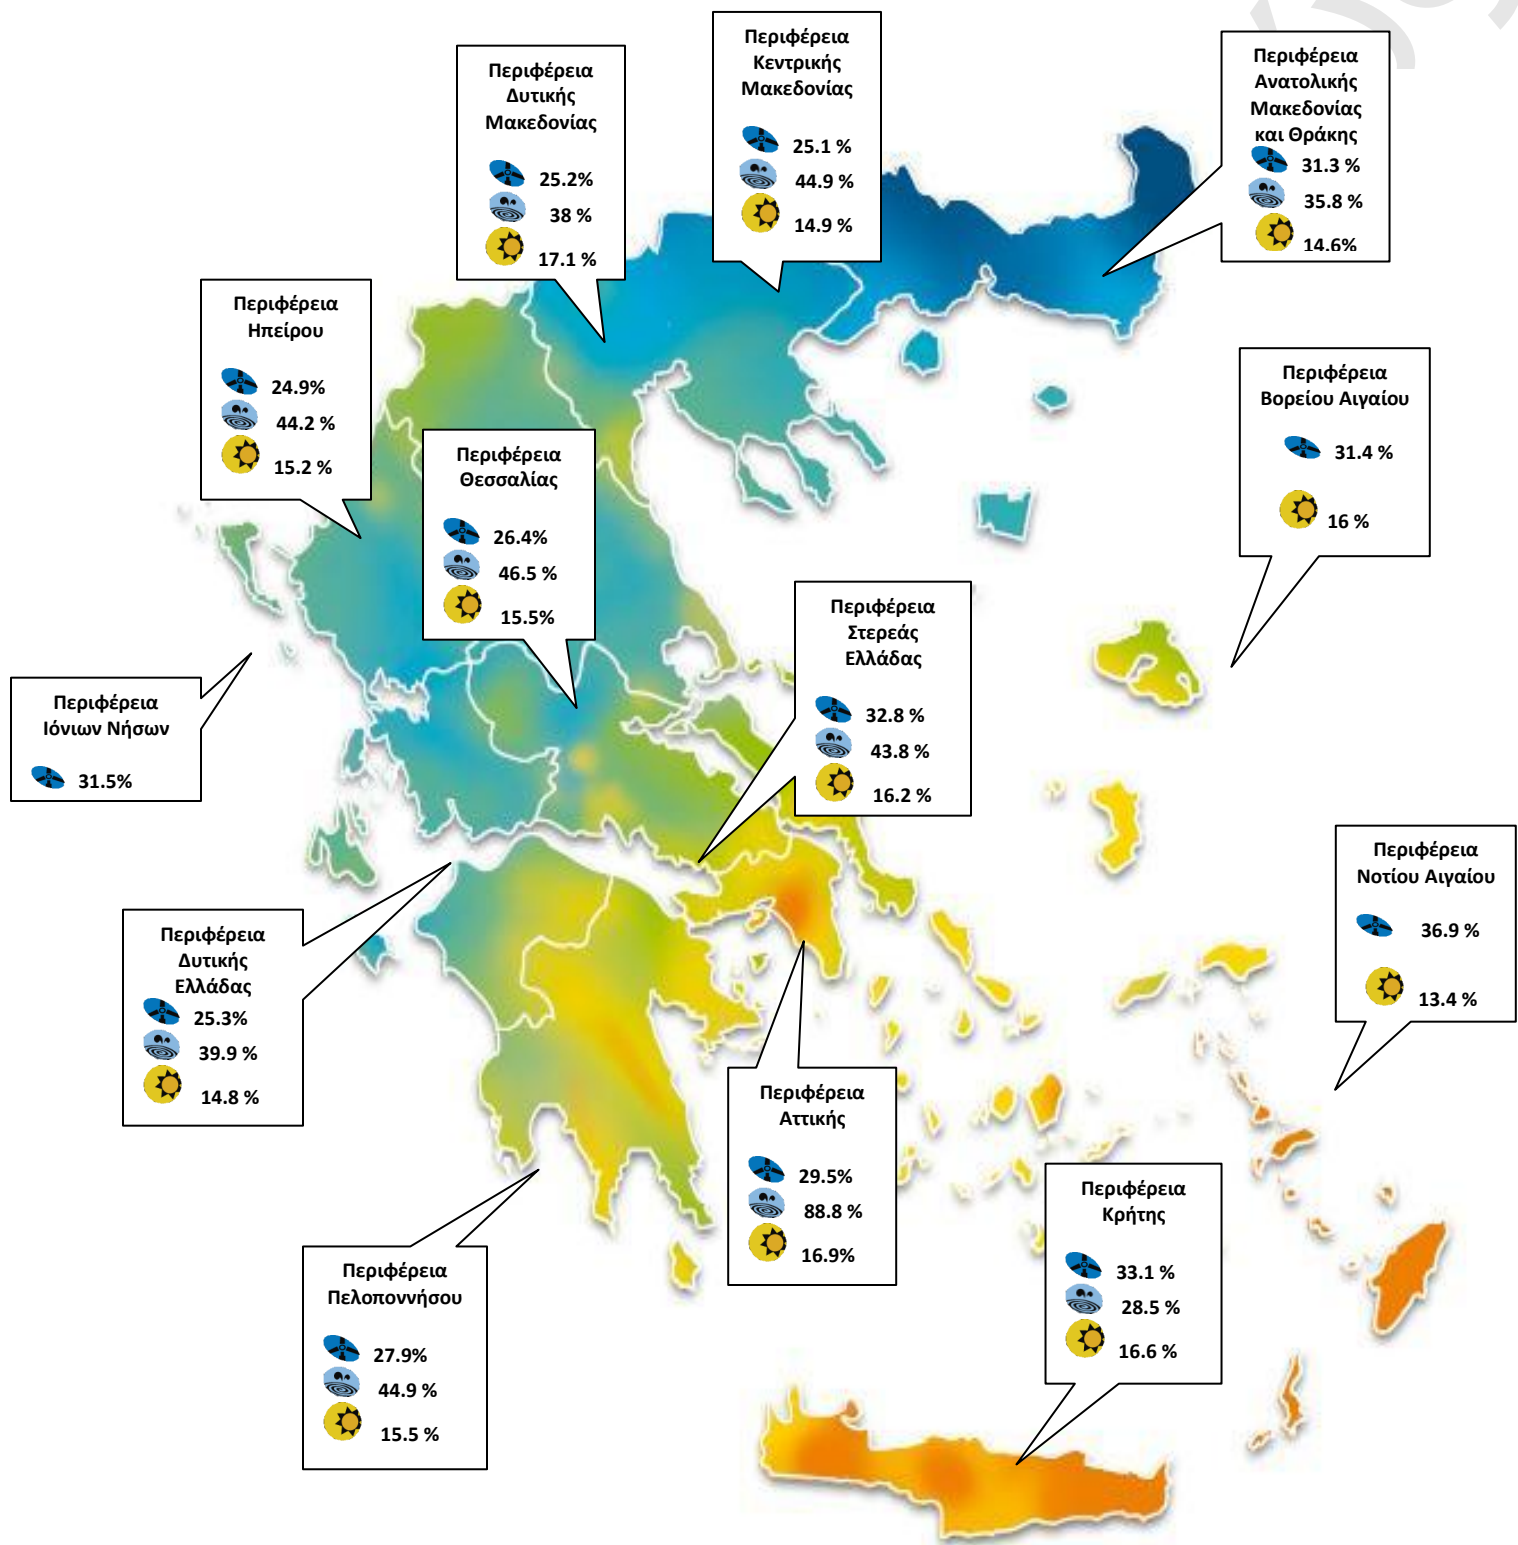 Περιφέρεια
Κεντρικής
Μακεδονίας
25.1 %
44.9 %
14.9 %
Περιφέρεια
Δυτικής
Μακεδονίας
25.2%
38 %
17.1 %
Περιφέρεια
Ανατολικής
Μακεδονίας
και Θράκης
31.3 %
35.8 %
14.6%
Περιφέρεια
Ηπείρου
24.9%
44.2 %
15.2 %
Περιφέρεια
Βορείου Αιγαίου
31.4 %
16 %
Περιφέρεια
Θεσσαλίας
26.4%
46.5 %
15.5%
Περιφέρεια
Στερεάς
Ελλάδας
32.8 %
43.8 %
16.2 %
Περιφέρεια
Ιόνιων Νήσων
31.5%
Περιφέρεια
Νοτίου Αιγαίου
36.9 %
13.4 %
Περιφέρεια
Δυτικής
Ελλάδας
25.3%
39.9 %
14.8 %
Περιφέρεια
Αττικής
29.5%
88.8 %
16.9%
Περιφέρεια
Κρήτης
33.1 %
28.5 %
16.6 %
Περιφέρεια
Πελοποννήσου
27.9%
44.9 %
15.5 %